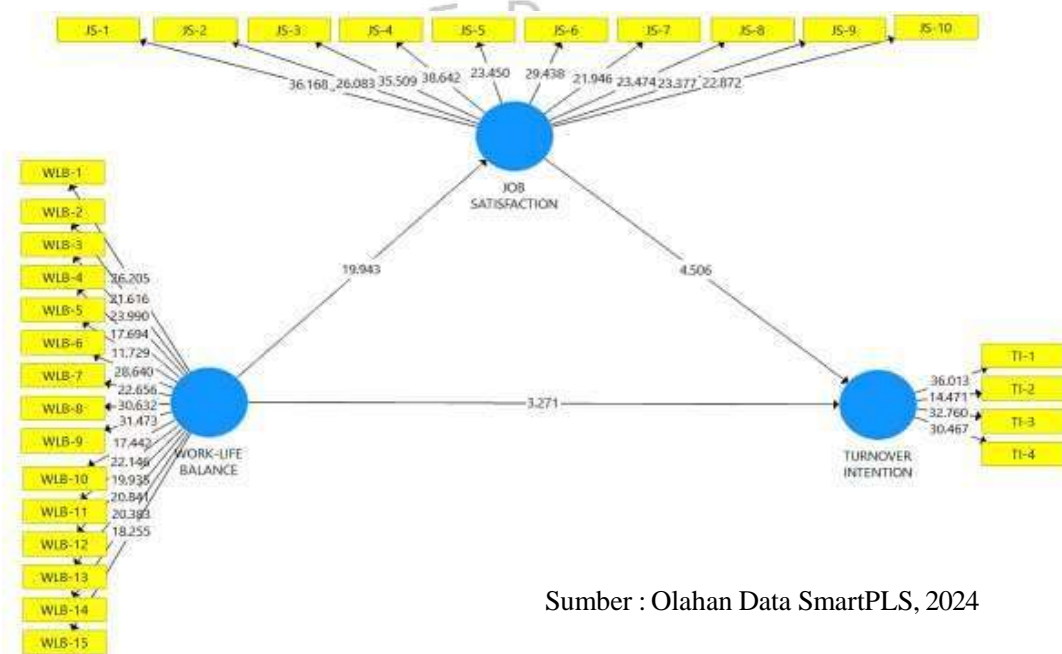 JS-1 JS-2 JS-3 JS-4 JS-5 JS-6 JS-7 JS-8 JS-9 JS-10
36.168 26.083 35.509 38.642 23.450 29.438 21.946 23.474 23.377 22.872
JOB
SATISFACTION
WLB-1
WLB-2
WLB-3
WLB-4
WLB-5
WLB-6
WLB-7
WLB-8
WLB-9
WLB-10
WLB-11
WLB-12
WLB-13
WLB-14
WLB-15
26.205
21.616
23.990
17.694
11.729
28.640
22.656
30.632
31.473
17.442
22.146
19.935
20.841
20.383
18.255
WORK-LIFE
BALANCE
19.943
4.506
3.271
TURNOVER
INTENTION
36.013
14.471
32.760
30.467
TI-1
TI-2
TI-3
TI-4
Sumber : Olahan Data SmartPLS, 2024